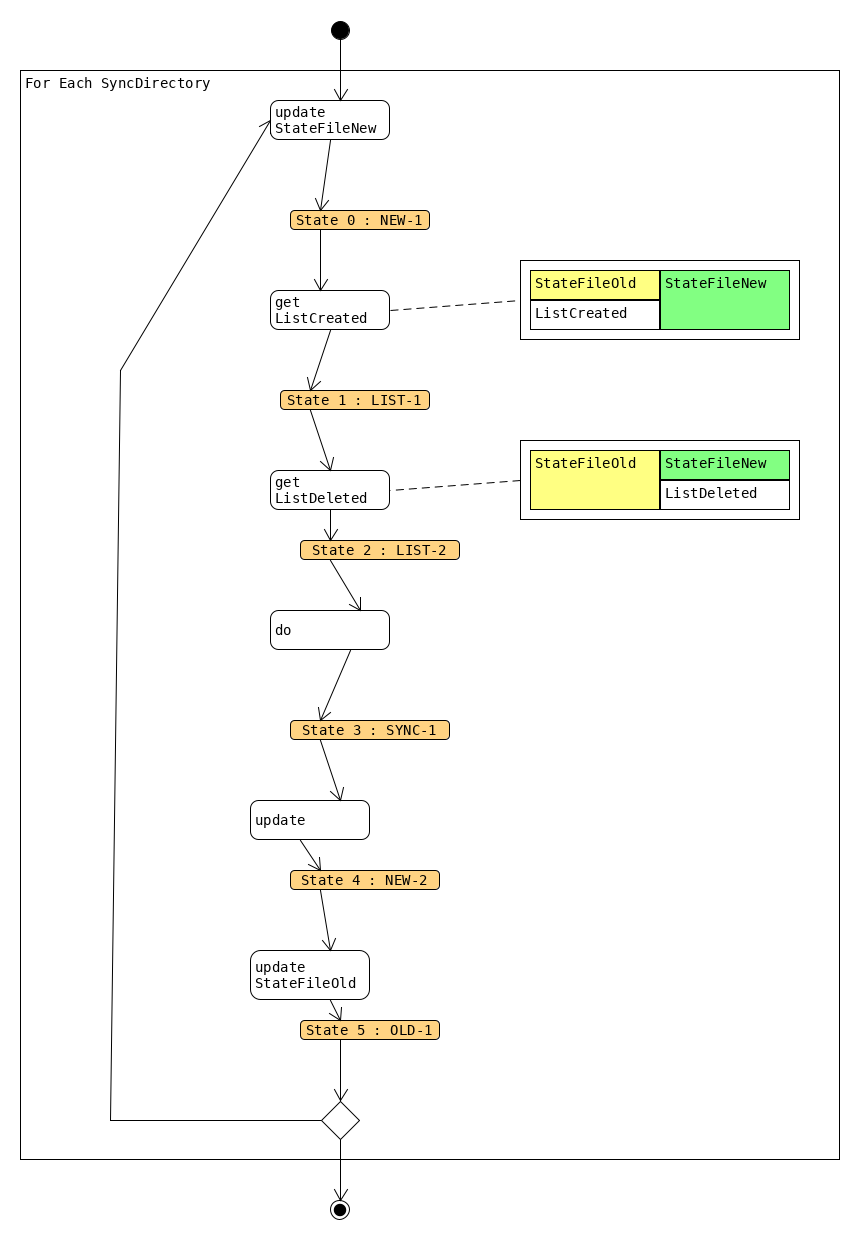 For Each SyncDirectory
update
StateFileNew
State 0 : NEW-1
get
ListCreated
StateFileOld
StateFileNew
ListCreated
State 1 : LIST-1
get
ListDeleted
StateFileOld
StateFileNew
ListDeleted
State 2 : LIST-2
do
State 3 : SYNC-1
update
State 4 : NEW-2
update
StateFileOld
State 5 : OLD-1